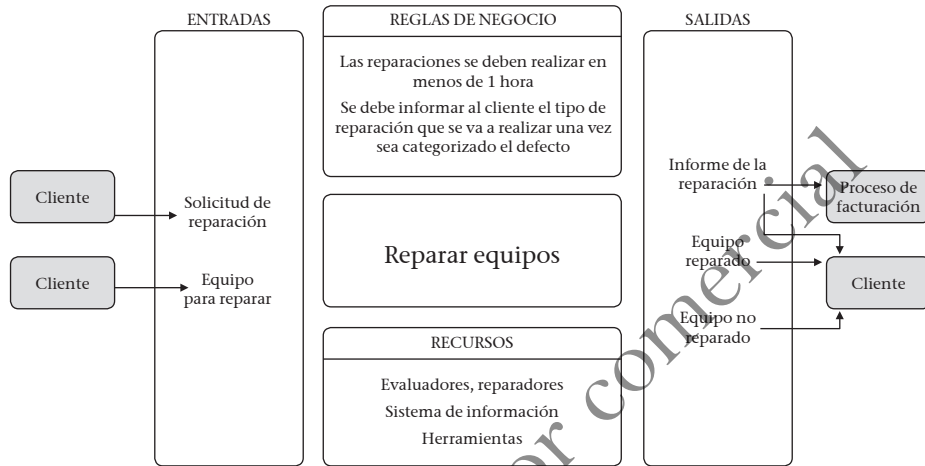 ENTRADAS
REGLAS DE NEGOCIO
SALIDAS
Las reparaciones se deben realizar en
menos de 1 hora
Se debe informar al cliente el tipo de
reparación que se va a realizar una vez
sea categorizado el defecto
Cliente
Solicitud de
reparación
Cliente
Equipo
para reparar
Reparar equipos
RECURSOS
Evaluadores, reparadores
Sistema de información
Herramientas
Informe de la
reparación
Proceso de
facturación
Equipo
reparado
Cliente
Equipo no
reparado
or comercial